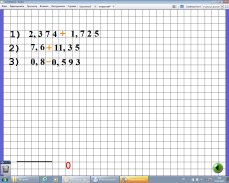 1) 2,374 + 1,725
2) 7,6 + 11,35
3) 0,8 - 0,593
0